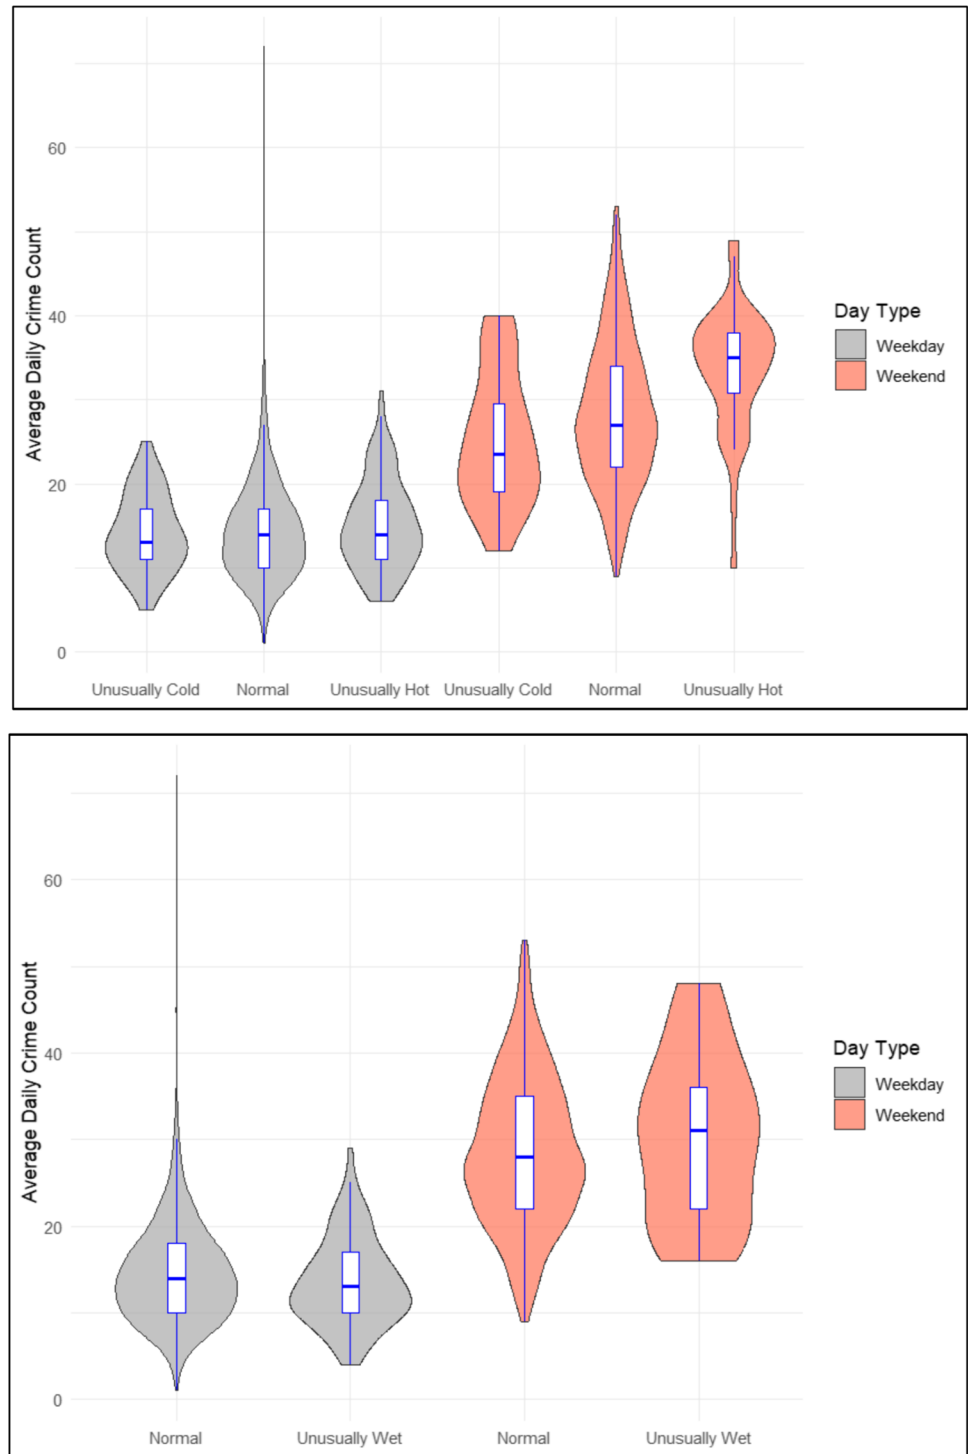 Average Daily Crime Count
60
40
20
0
Unusually Cold Normal Unusually Hot Unusually Cold Normal Unusually Hot
Day Type
Weekday
Weekend
Average Daily Crime Count
60
40
20
0
Normal Unusually Wet Normal Unusually Wet
Day Type
Weekday
Weekend